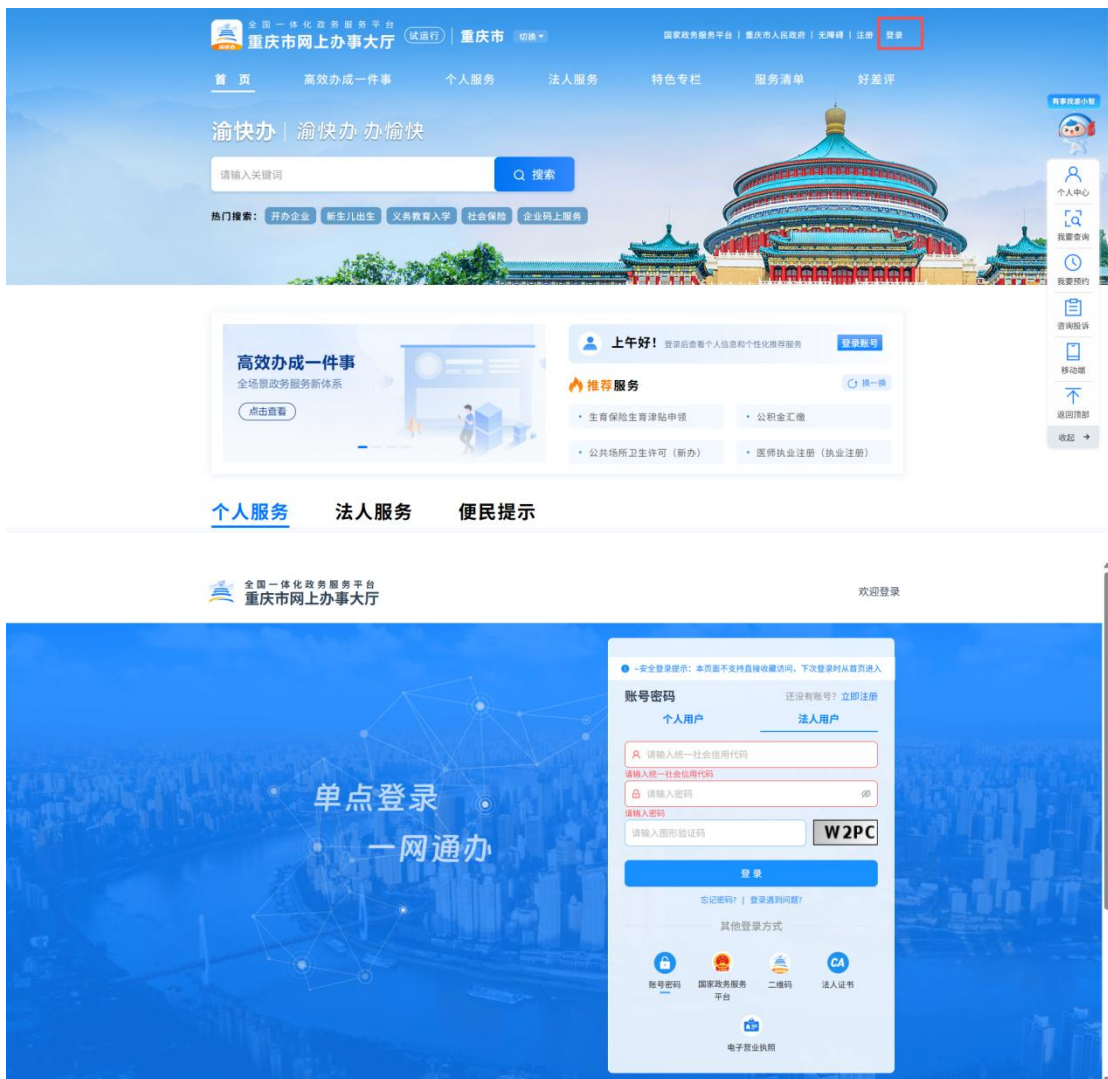 全国一体化政务服务平台
重庆市网上办事大厅 试运行 重庆市 切换
国家政务服务平台 | 重庆市人民政府 | 无障碍 | 注册 登录
首 页 高效办成一件事 个人服务 法人服务 特色专栏 服务清单 好差评
渝快办 渝快办 办愉快
请输入关键词 搜索
热门搜索： 开办企业 新生儿出生 义务教育入学 社会保险 企业码上服务
有事找渝小智
个人中心
我要查询
我要预约
咨询投诉
移动端
返回顶部
收起
高效办成一件事
全场景政务服务新体系
点击查看
上午好！ 登录后查看个人信息和个性化推荐服务 登录账号
推荐服务 换一换
· 生育保险生育津贴申领 · 公积金汇缴
· 公共场所卫生许可（新办） · 医师执业注册（执业注册）
个人服务 法人服务 便民提示
全国一体化政务服务平台
重庆市网上办事大厅
欢迎登录
单点登录
一网通办
~安全登录提示：本页面不支持直接收藏访问，下次登录时从首页进入
账号密码 还没有账号？立即注册
个人用户 法人用户
请输入统一社会信用代码
请输入统一社会信用代码
请输入密码
请输入密码
请输入图形验证码 W2PC
登 录
忘记密码？ | 登录遇到问题？
其他登录方式
CA
账号密码 国家政务服务平台 二维码 法人证书
电子营业执照